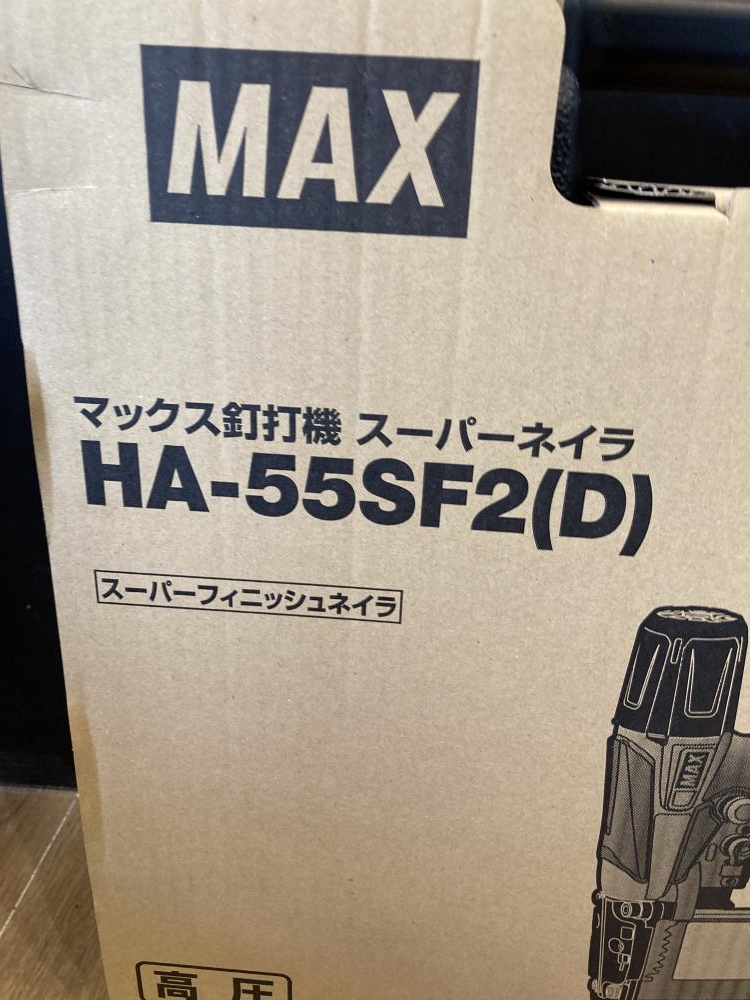 MAX
マックス釘打機 スーパーネイラ
HA-55SF2(D)
スーパーフィニッシュネイラ
MAX
高圧